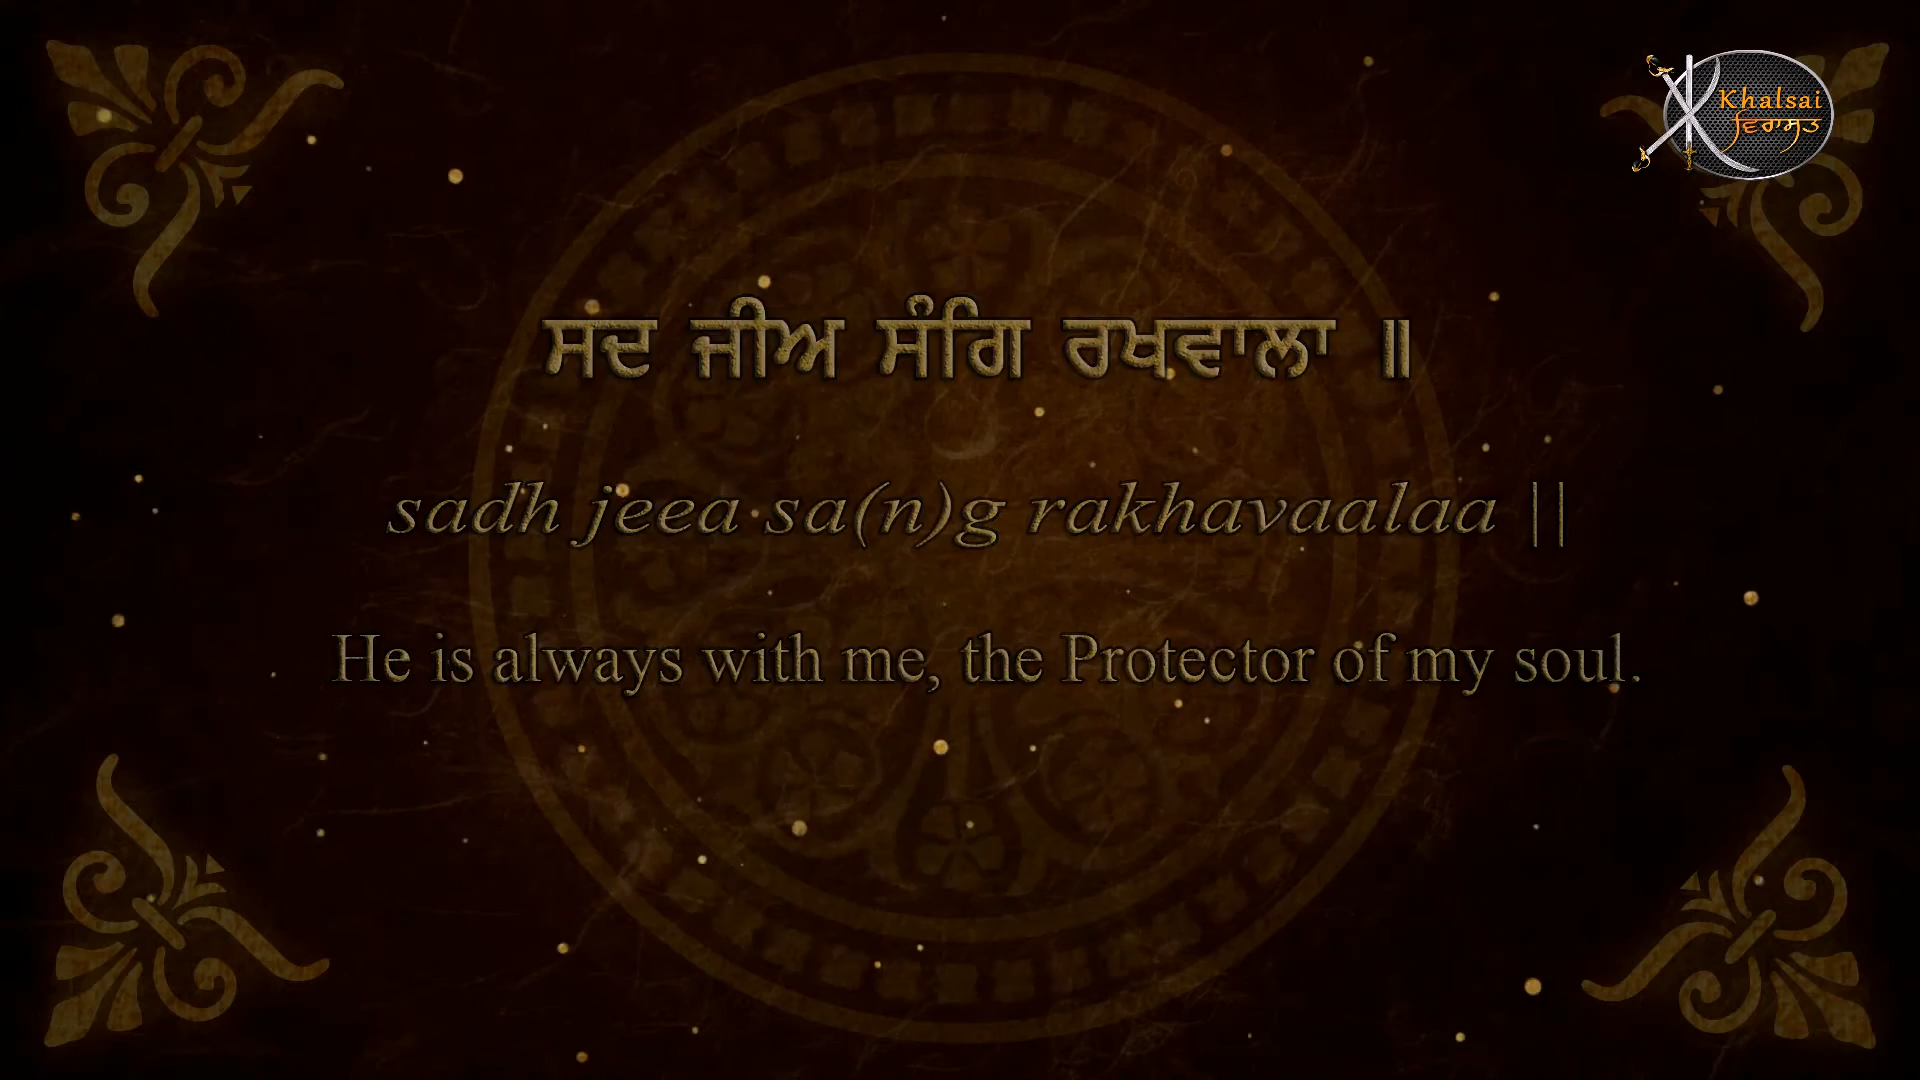 Khalsai
ਵਿਰਾਸਤ
ਸਦ ਜੀਅ ਸੰਗਿ ਰਖਵਾਲਾ ॥
sadh jeea sa(n)g rakhavaalaa ||
He is always with me, the Protector of my soul.